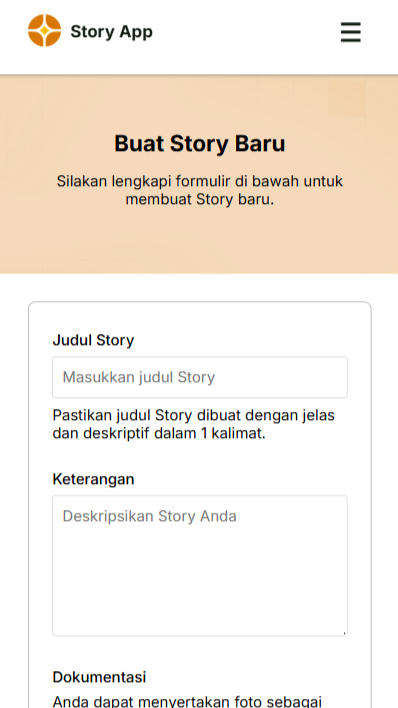 Story App
Buat Story Baru
Silakan lengkapi formulir di bawah untuk
membuat Story baru.
Judul Story
Masukkan judul Story
Pastikan judul Story dibuat dengan jelas
dan deskriptif dalam 1 kalimat.
Keterangan
Deskripsikan Story Anda
Dokumentasi
Anda dapat menyertakan foto sebagai